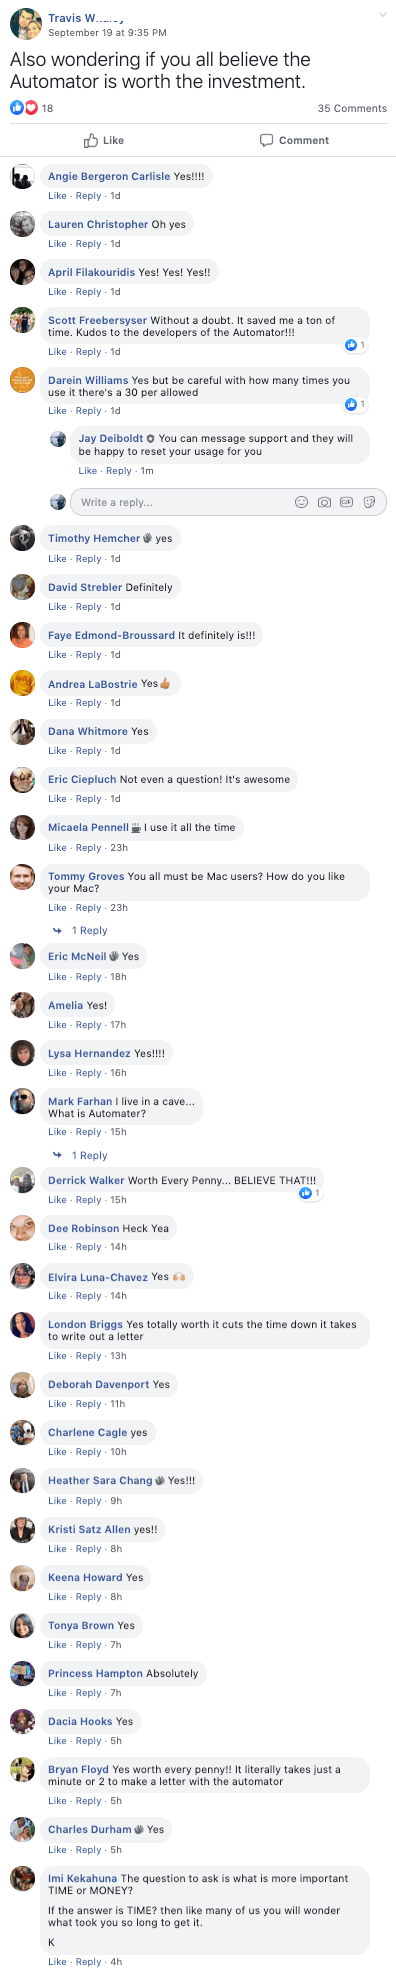 Travis W
September 19 at 9:35 PM
Also wondering if you all believe the
Automator is worth the investment.
18
35 Comments
Like
Comment
Angie Bergeron Carlisle Yes!!!!
Like · Reply · 1d
Lauren Christopher Oh yes
Like · Reply · 1d
April Filakouridis Yes! Yes! Yes!!
Like · Reply · 1d
Scott Freebersyser Without a doubt. It saved me a ton of
time. Kudos to the developers of the Automator!!!
1
Like · Reply · 1d
Darein Williams Yes but be careful with how many times you
use it there's a 30 per allowed
1
Like · Reply · 1d
Jay Deiboldt You can message support and they will
be happy to reset your usage for you
Like · Reply · 1m
Write a reply...
GIF
Timothy Hemcher yes
Like · Reply · 1d
David Strebler Definitely
Like · Reply · 1d
Faye Edmond-Broussard It definitely is!!!
Like · Reply · 1d
Andrea LaBostrie Yes👍
Like · Reply · 1d
Dana Whitmore Yes
Like · Reply · 1d
Eric Ciepluch Not even a question! It's awesome
Like · Reply · 1d
Micaela Pennell I use it all the time
Like · Reply · 23h
Tommy Groves You all must be Mac users? How do you like
your Mac?
Like · Reply · 23h
1 Reply
Eric McNeil Yes
Like · Reply · 18h
Amelia Yes!
Like · Reply · 17h
Lysa Hernandez Yes!!!!
Like · Reply · 16h
Mark Farhan I live in a cave...
What is Automater?
Like · Reply · 15h
1 Reply
Derrick Walker Worth Every Penny... BELIEVE THAT!!!
1
Like · Reply · 15h
Dee Robinson Heck Yea
Like · Reply · 14h
Elvira Luna-Chavez Yes 🙌
Like · Reply · 14h
London Briggs Yes totally worth it cuts the time down it takes
to write out a letter
Like · Reply · 13h
Deborah Davenport Yes
Like · Reply · 11h
Charlene Cagle yes
Like · Reply · 10h
Heather Sara Chang Yes!!!
Like · Reply · 9h
Kristi Satz Allen yes!!
Like · Reply · 8h
Keena Howard Yes
Like · Reply · 8h
Tonya Brown Yes
Like · Reply · 7h
Princess Hampton Absolutely
Like · Reply · 7h
Dacia Hooks Yes
Like · Reply · 5h
Bryan Floyd Yes worth every penny!! It literally takes just a
minute or 2 to make a letter with the automator
Like · Reply · 5h
Charles Durham Yes
Like · Reply · 5h
Imi Kekahuna The question to ask is what is more important
TIME or MONEY?
If the answer is TIME? then like many of us you will wonder
what took you so long to get it.
K
Like · Reply · 4h